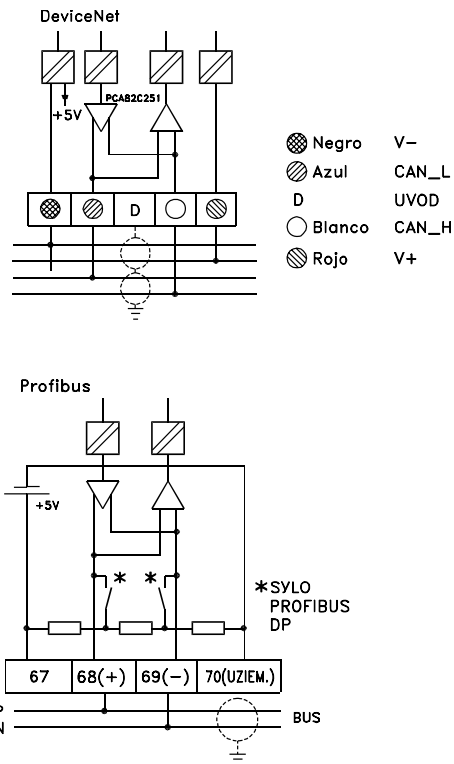 DeviceNet
PCA82C251
+5V
Negro V-
Azul CAN_L
D UVOD
Blanco CAN_H
Rojo V+
D
Profibus
+5V
* *
*SYLO
PROFIBUS
DP
67 68(+) 69(-) 70(UZIEM.)
P
N
BUS